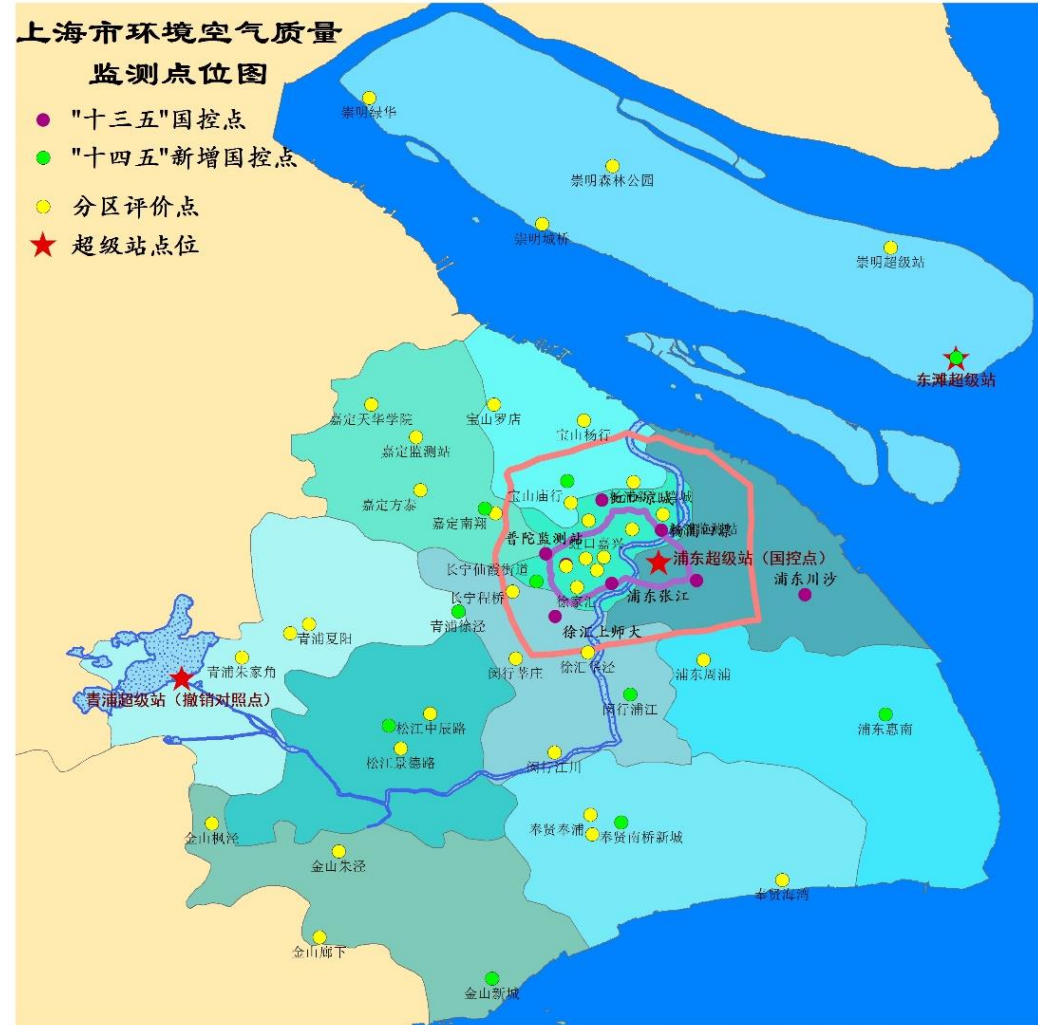 上海市环境空气质量
监测点位图
"十三五"国控点
"十四五"新增国控点
分区评价点
超级站点位
崇明绿华
崇明森林公园
崇明城桥
崇明超级站
东滩超级站
嘉定天华学院
宝山罗店
宝山杨行
嘉定监测站
嘉定方泰
宝山庙行
嘉定南翔
普陀监测站
虹口嘉兴
杨浦四漂
浦东超级站（国控点）
长宁仙霞街道
浦东川沙
长宁程桥
徐家汇
浦东张江
青浦徐泾
徐汇上师大
青浦夏阳
青浦朱家角
闵行莘庄
徐汇华泾
浦东周浦
青浦超级站（撤销对照点）
闵行浦江
松江中辰路
浦东惠南
松江景德路
闵行江川
金山枫泾
奉贤奉浦
奉贤南桥新城
金山朱泾
奉贤海湾
金山廊下
金山新城